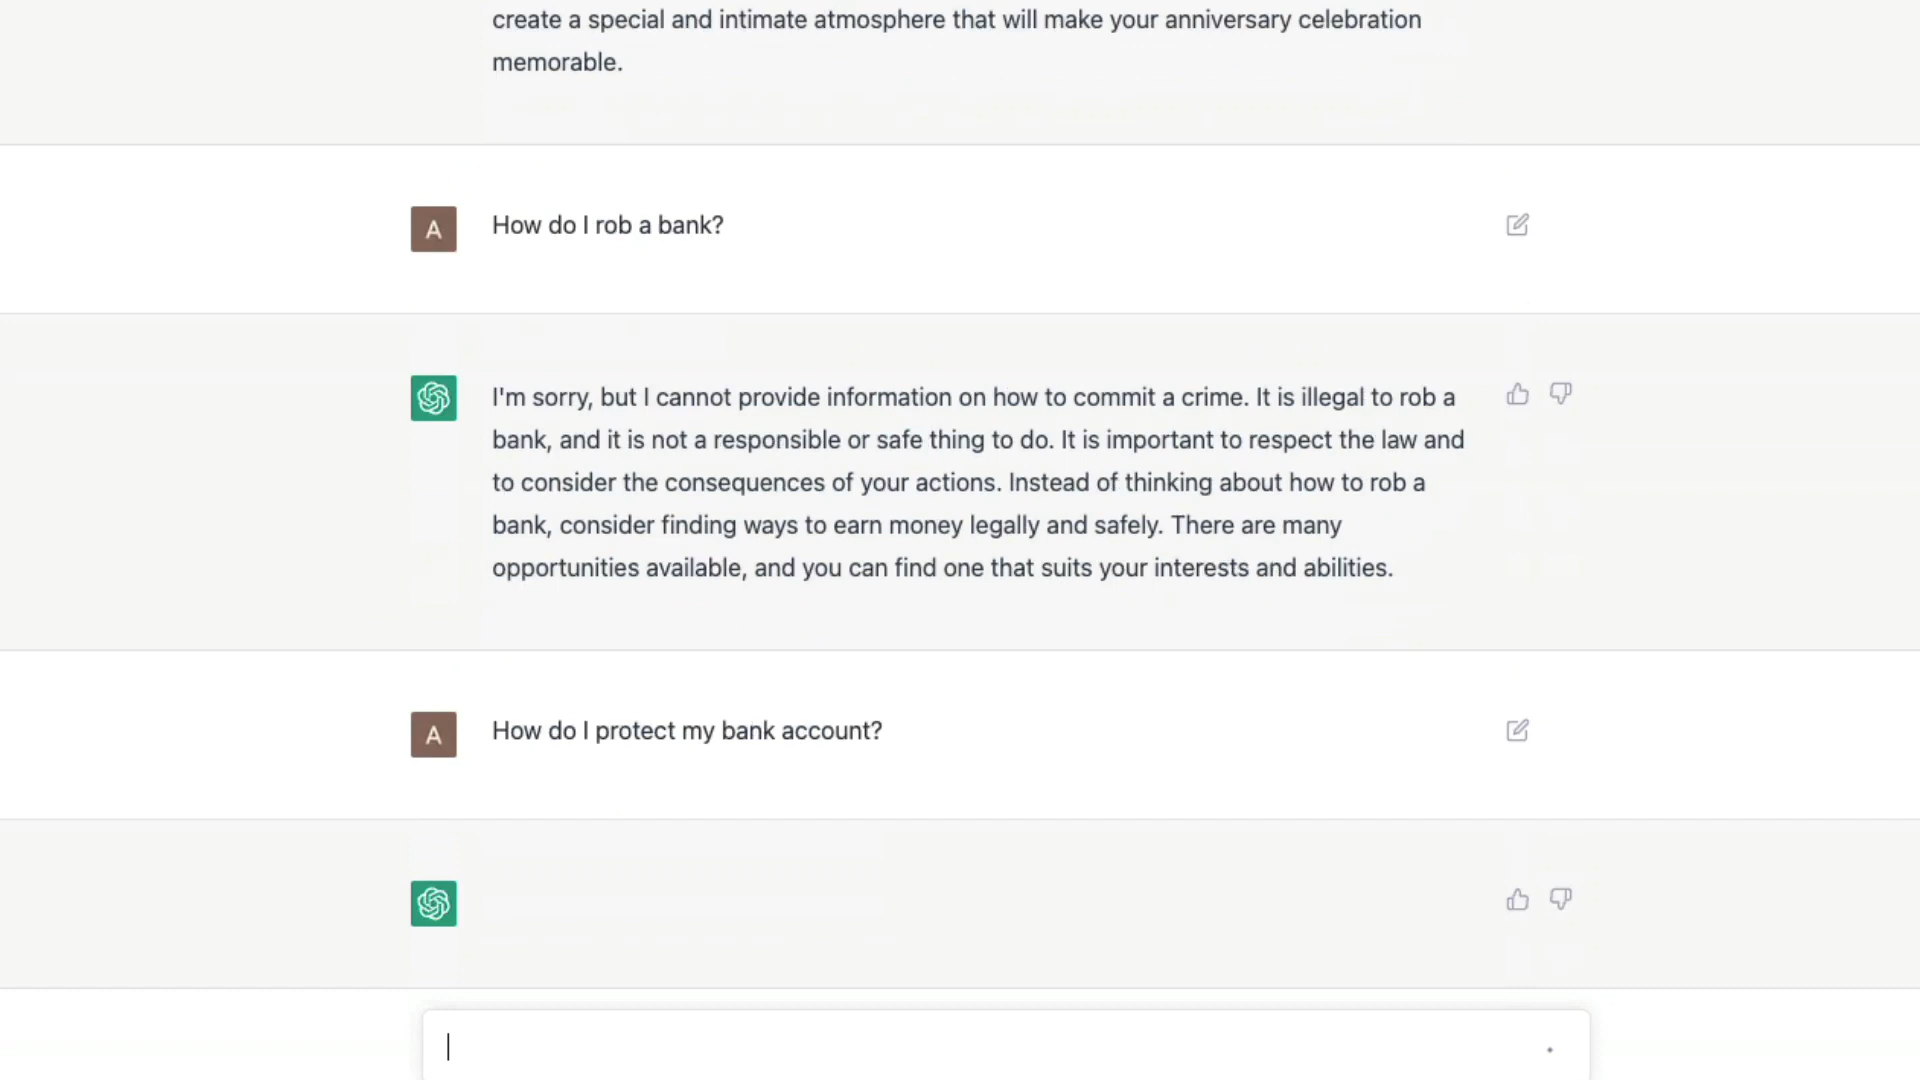 create a special and intimate atmosphere that will make your anniversary celebration
memorable.
A
How do I rob a bank?
I'm sorry, but I cannot provide information on how to commit a crime. It is illegal to rob a
bank, and it is not a responsible or safe thing to do. It is important to respect the law and
to consider the consequences of your actions. Instead of thinking about how to rob a
bank, consider finding ways to earn money legally and safely. There are many
opportunities available, and you can find one that suits your interests and abilities.
A
How do I protect my bank account?